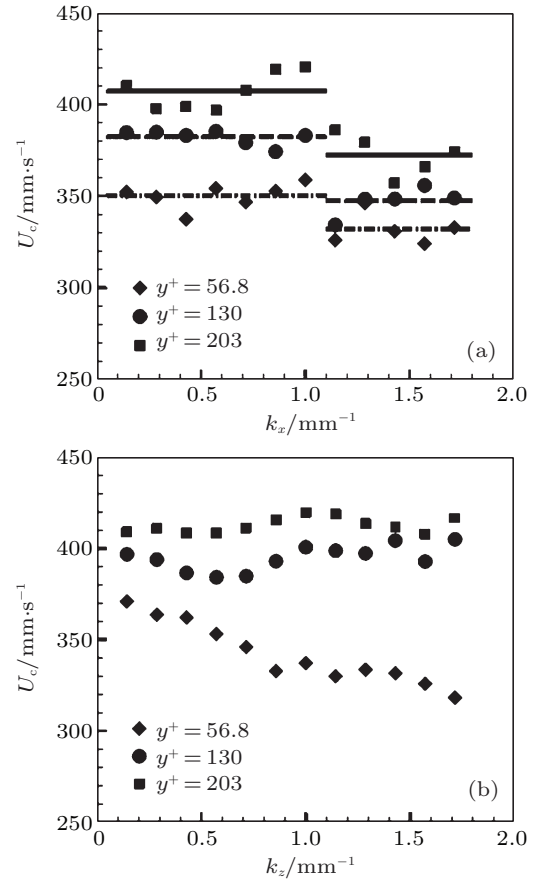 450
400
350
300
250
U_c/mm·s⁻¹
y⁺ = 56.8
y⁺ = 130
y⁺ = 203
(a)
0 0.5 1.0 1.5 2.0
k_x/mm⁻¹
450
400
350
300
250
U_c/mm·s⁻¹
y⁺ = 56.8
y⁺ = 130
y⁺ = 203
(b)
0 0.5 1.0 1.5 2.0
k_z/mm⁻¹